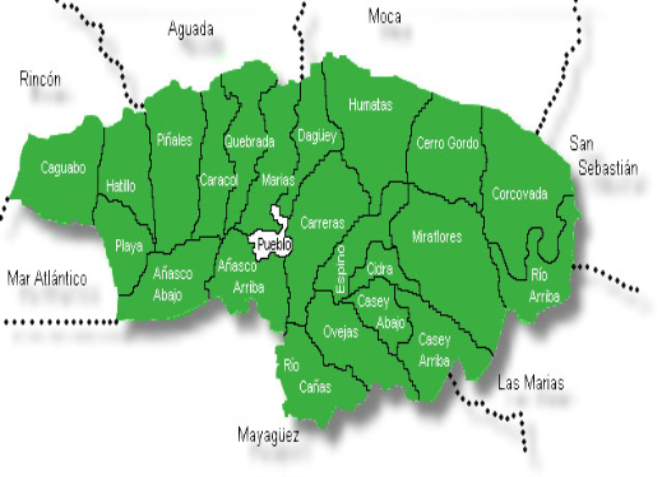 Moca
Aguada
Rincón
Humatas
Dagüey
Piñales
Quebrada
Cerro Gordo
San
Sebastián
Caguabo
Hatillo
Caracol
Marias
Corcovada
Carreras
Miraflores
Playa
Pueblo
Añasco
Arriba
Añasco
Abajo
Espino
Cidra
Río
Arriba
Mar Atlántico
Casey
Abajo
Ovejas
Casey
Arriba
Río
Cañas
Las Marias
Mayagüez